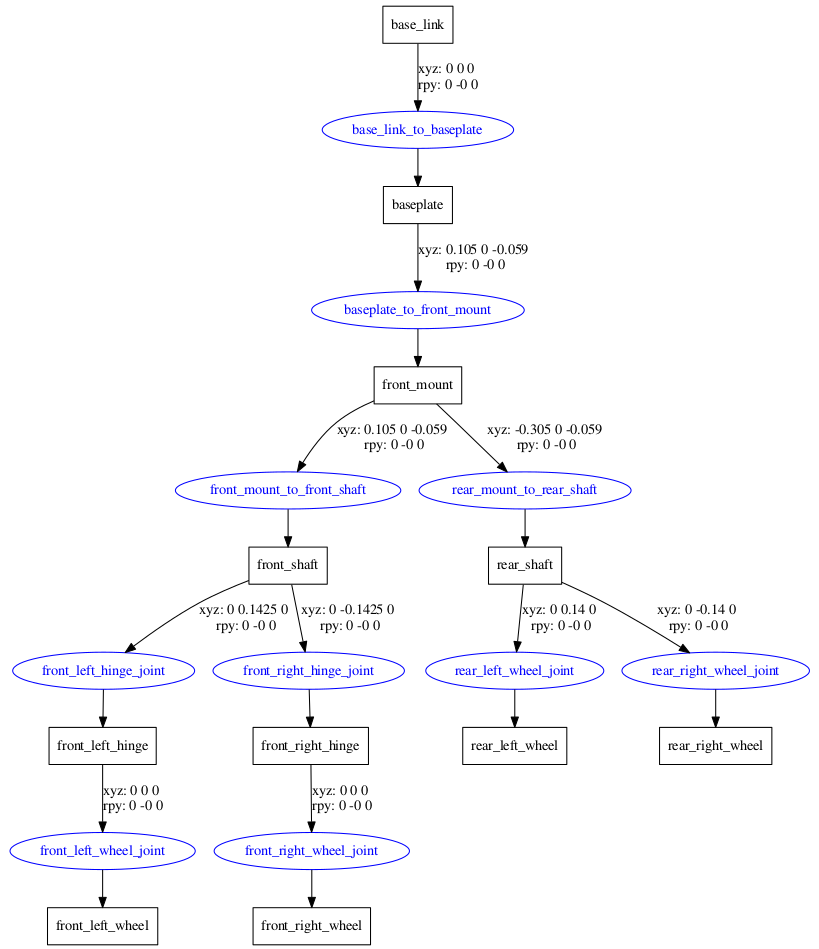 base_link
xyz: 0 0 0
rpy: 0 -0 0
base_link_to_baseplate
baseplate
xyz: 0.105 0 -0.059
rpy: 0 -0 0
baseplate_to_front_mount
front_mount
xyz: 0.105 0 -0.059
rpy: 0 -0 0
xyz: -0.305 0 -0.059
rpy: 0 -0 0
front_mount_to_front_shaft
rear_mount_to_rear_shaft
front_shaft
rear_shaft
xyz: 0 0.1425 0
rpy: 0 -0 0
xyz: 0 -0.1425 0
rpy: 0 -0 0
xyz: 0 0.14 0
rpy: 0 -0 0
xyz: 0 -0.14 0
rpy: 0 -0 0
front_left_hinge_joint
front_right_hinge_joint
rear_left_wheel_joint
rear_right_wheel_joint
front_left_hinge
front_right_hinge
rear_left_wheel
rear_right_wheel
xyz: 0 0 0
rpy: 0 -0 0
xyz: 0 0 0
rpy: 0 -0 0
front_left_wheel_joint
front_right_wheel_joint
front_left_wheel
front_right_wheel